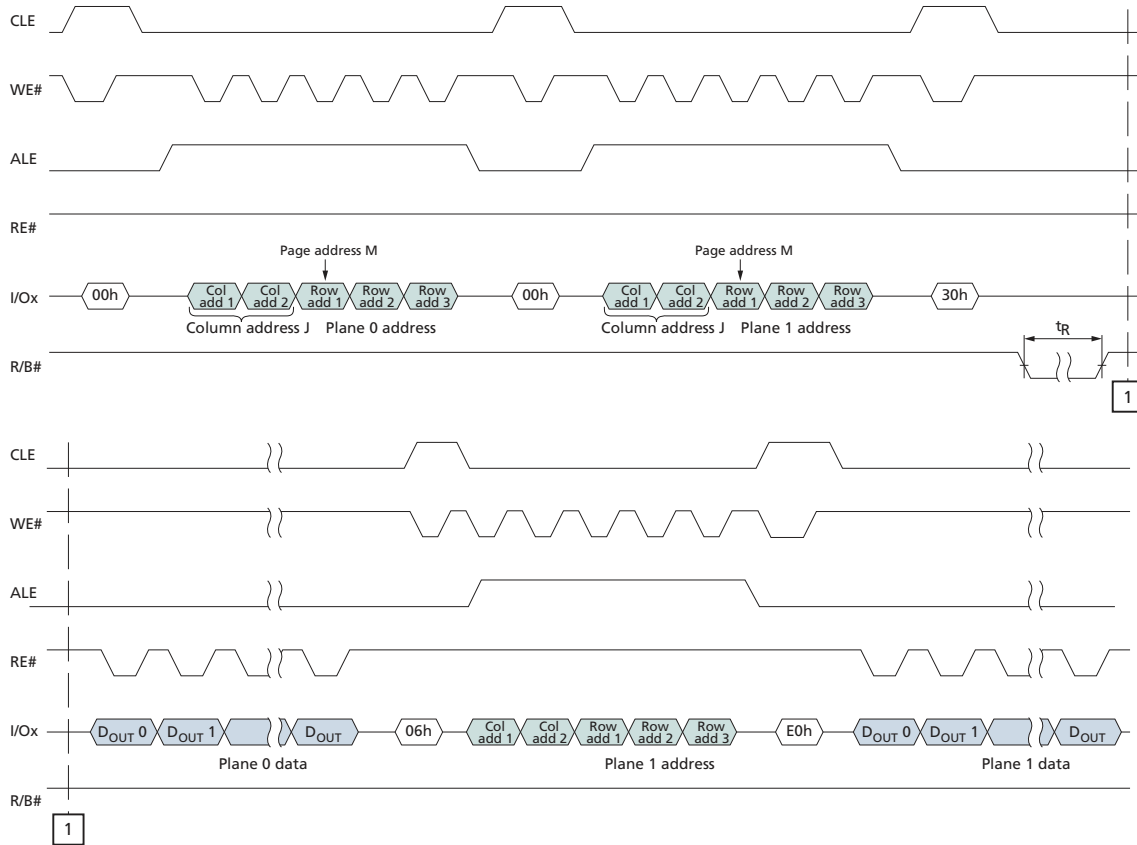 CLE
WE#
ALE
RE#
Page address M
Page address M
I/Ox
00h
Col add 1
Col add 2
Row add 1
Row add 2
Row add 3
00h
Col add 1
Col add 2
Row add 1
Row add 2
Row add 3
30h
Column address J
Plane 0 address
Column address J
Plane 1 address
tR
R/B#
1
CLE
WE#
ALE
RE#
I/Ox
DOUT 0
DOUT 1
DOUT
06h
Col add 1
Col add 2
Row add 1
Row add 2
Row add 3
E0h
DOUT 0
DOUT 1
DOUT
Plane 0 data
Plane 1 address
Plane 1 data
R/B#
1